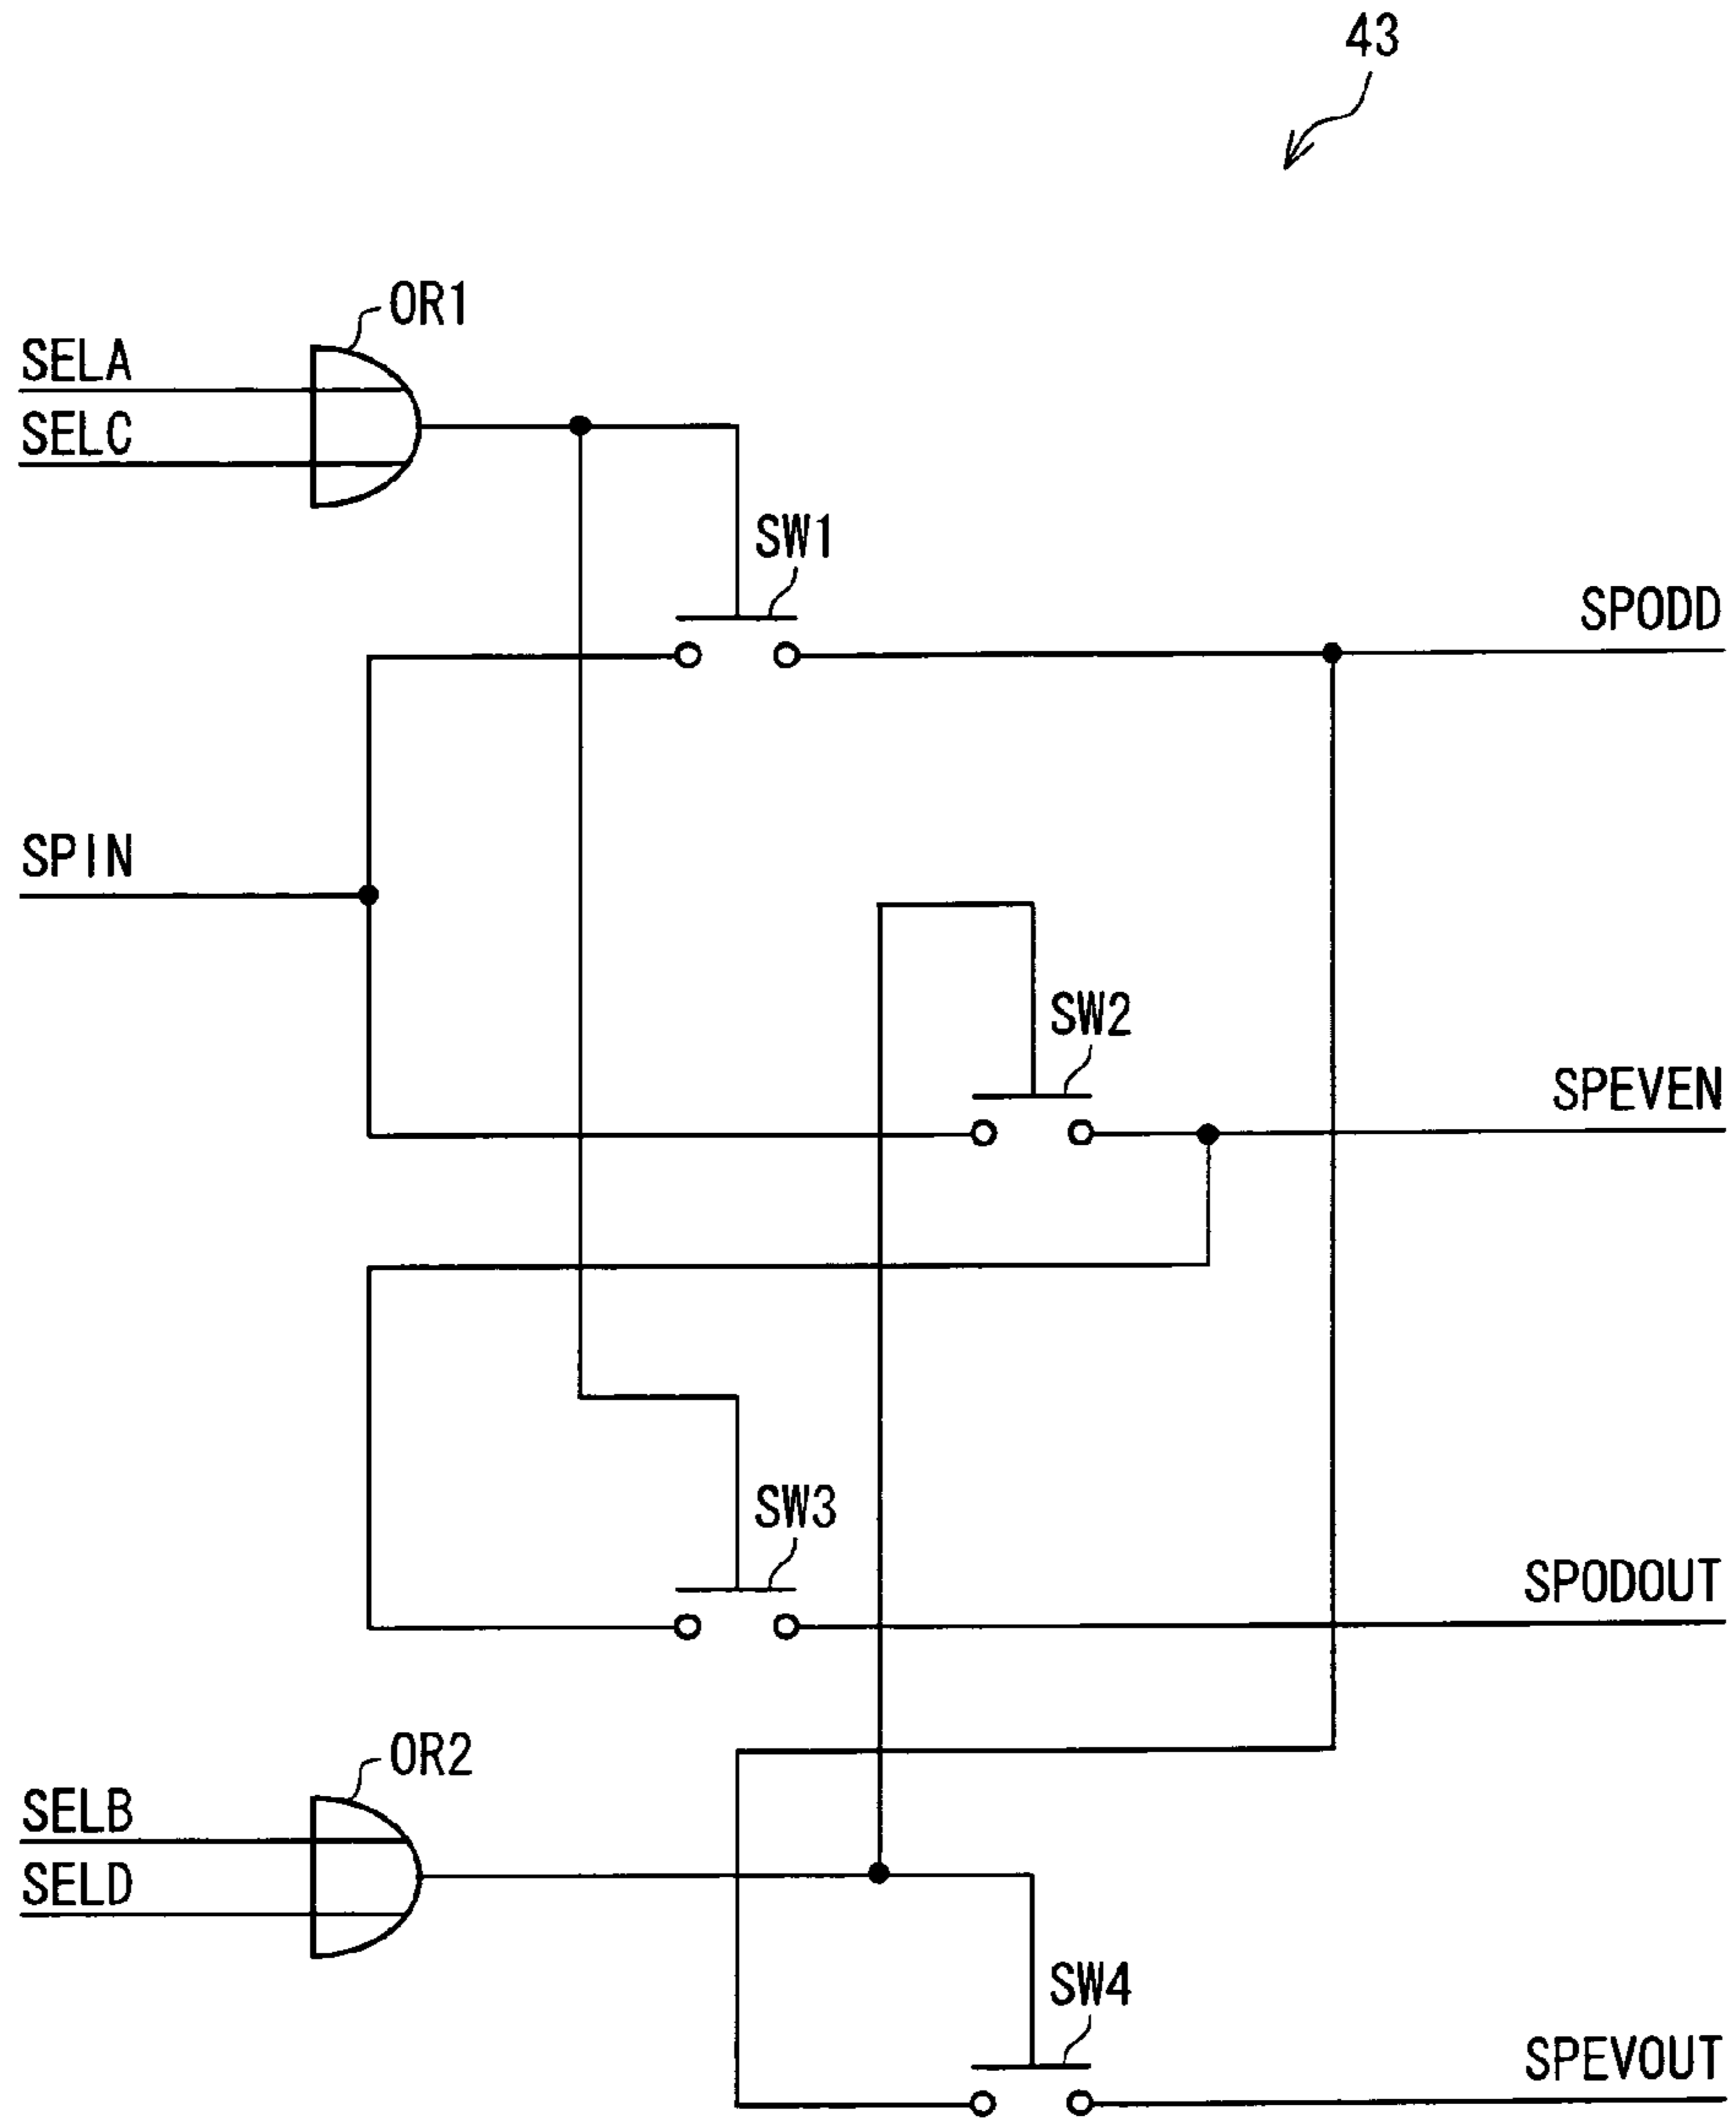 43
OR1
SELA
SELC
SW1
SPODD
SPIN
SW2
SPEVEN
SW3
SPODOUT
OR2
SELB
SELD
SW4
SPEVOUT